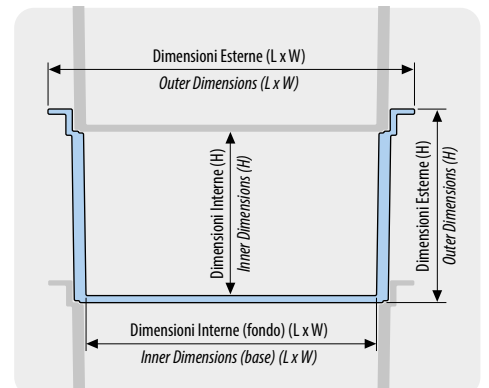 Dimensioni Esterne (L x W)
Outer Dimensions (L x W)
Dimensioni Interne (H)
Inner Dimensions (H)
Dimensioni Esterne (H)
Outer Dimensions (H)
Dimensioni Interne (fondo) (L x W)
Inner Dimensions (base) (L x W)